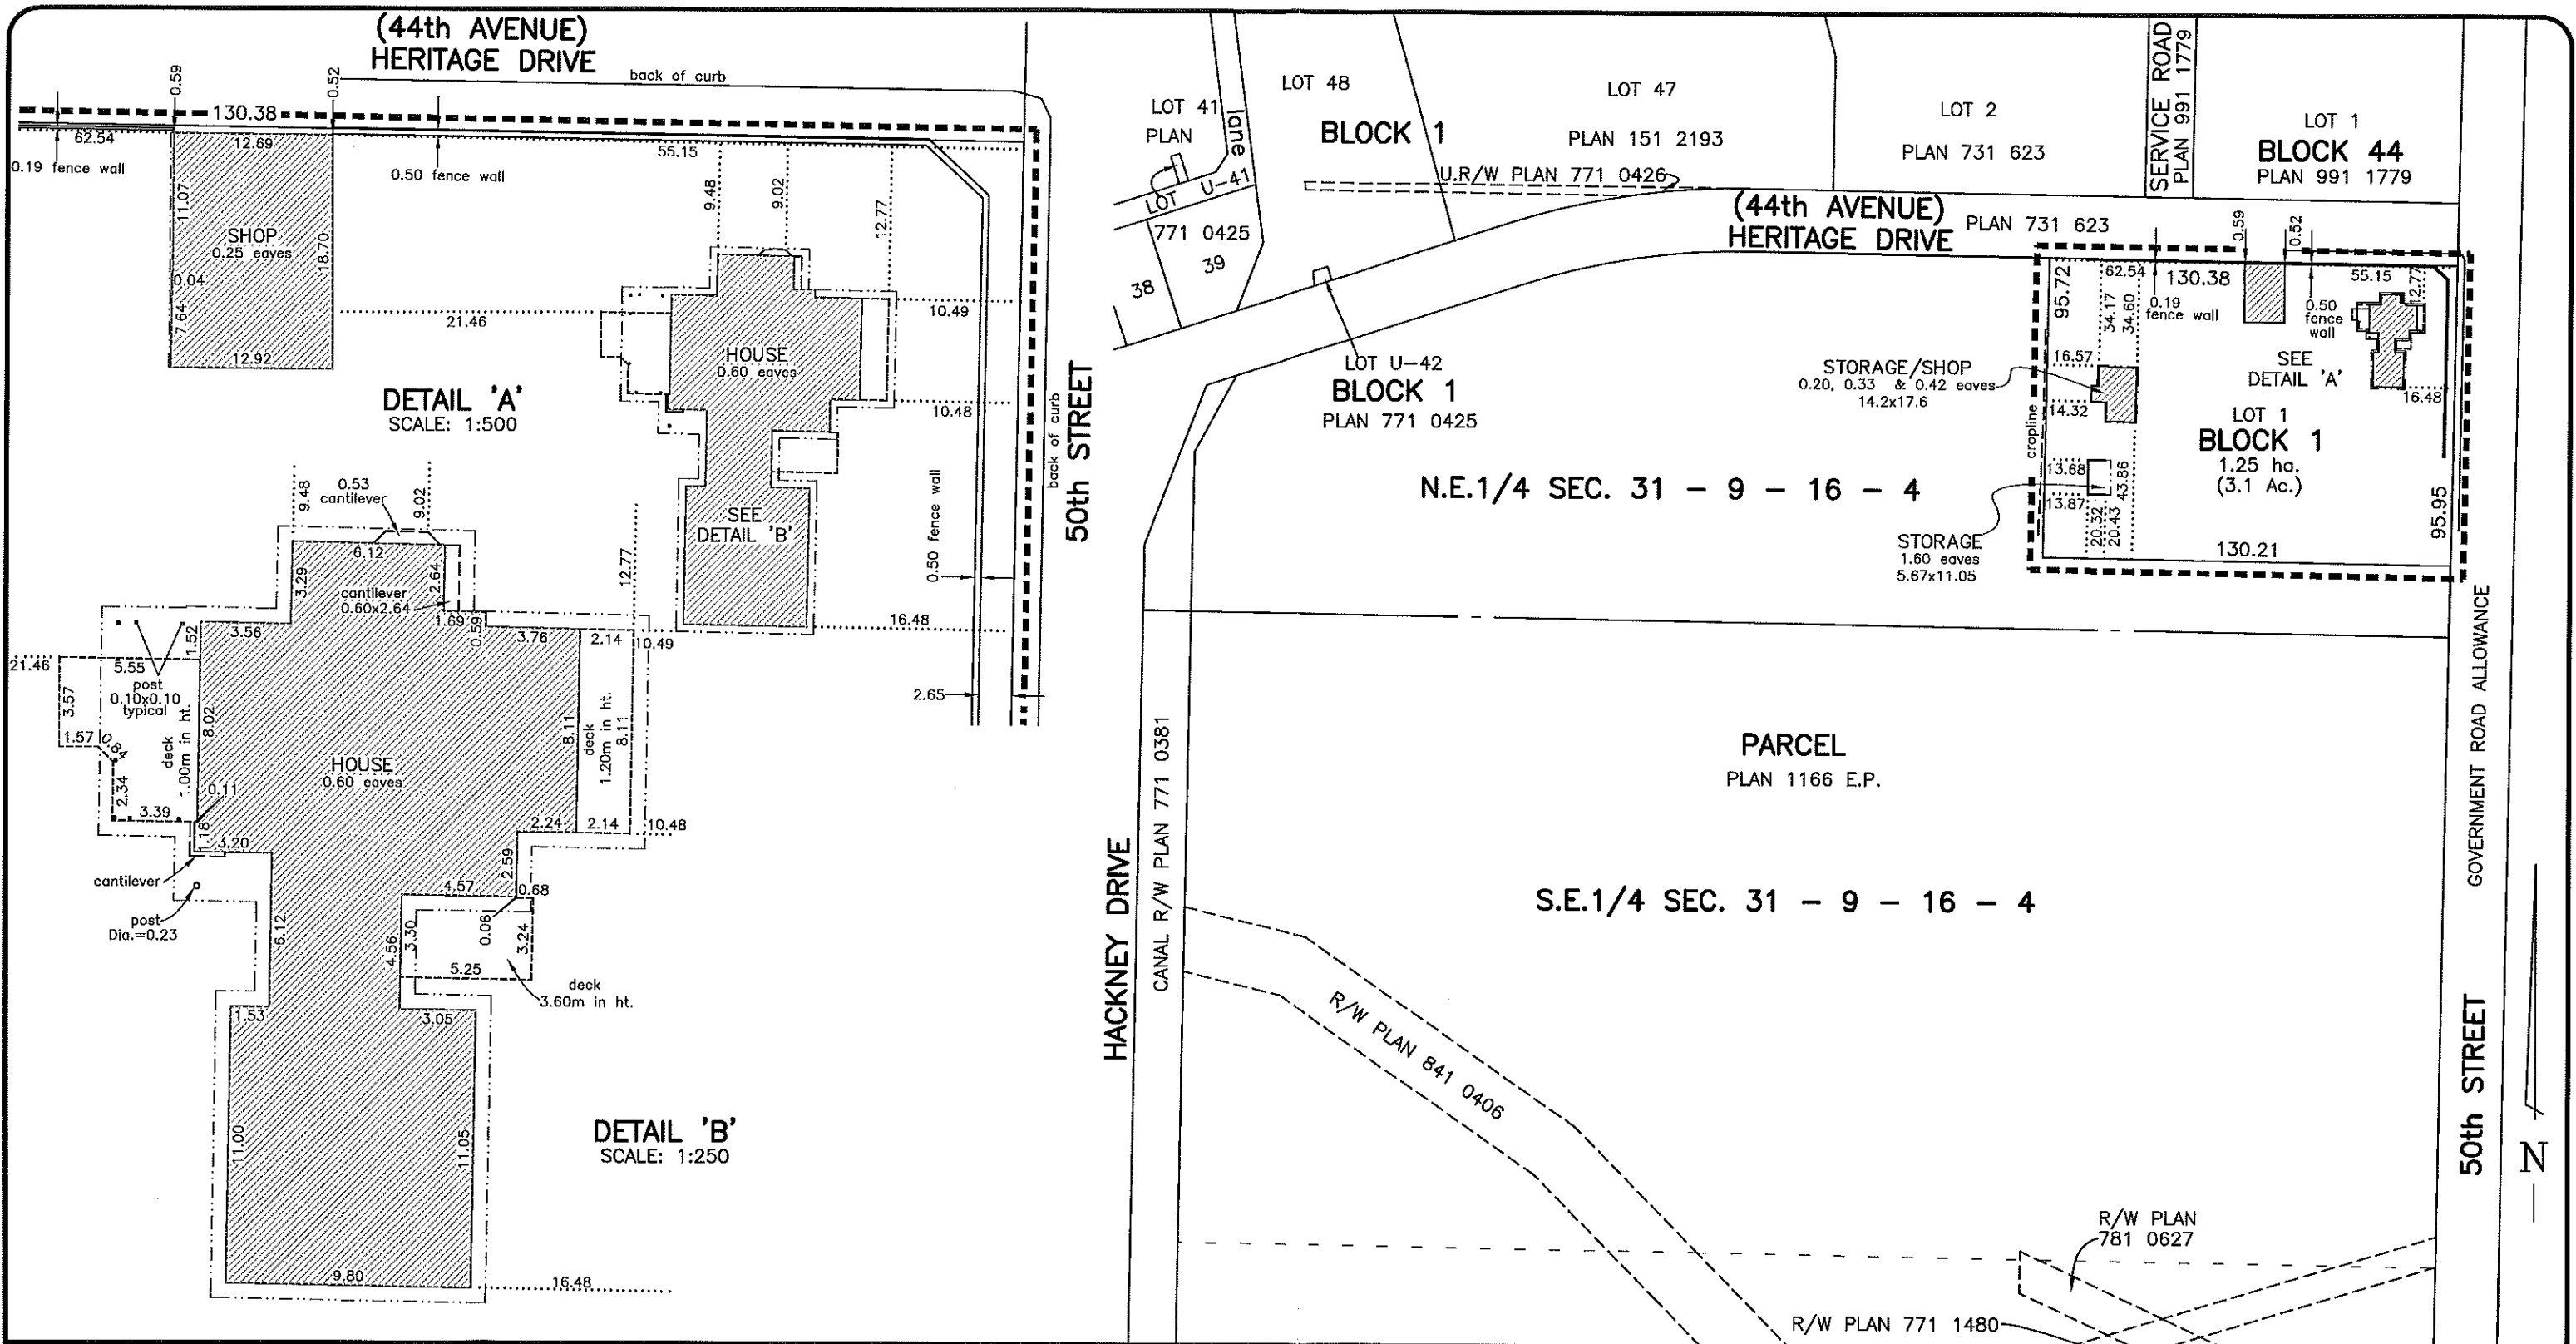 (44th AVENUE)
HERITAGE DRIVE
back of curb
0.59
0.52
130.38
62.54
12.69
55.15
0.19 fence wall
0.50 fence wall
11.07
SHOP
0.25 eaves
18.70
0.04
7.64
12.92
9.48
9.02
12.77
21.46
10.49
HOUSE
0.60 eaves
10.48
DETAIL 'A'
SCALE: 1:500
SEE
DETAIL 'B'
0.50 fence wall
16.48
2.65
back of curb
50th STREET
9.48
0.53
cantilever
9.02
6.12
3.29
2.64
cantilever
0.60x2.64
12.77
1.52
3.56
1.69
0.59
3.76
2.14
10.49
21.46
5.55
post
0.10x0.10
typical
3.57
1.57
0.84
2.34
deck
1.00m in ht.
8.02
3.39
0.11
1.18
3.20
HOUSE
0.60 eaves
8.11
deck
1.20m in ht.
8.11
2.24
2.14
10.48
2.59
cantilever
post
Dia.=0.23
6.12
4.57
0.68
4.56
3.30
0.06
3.24
5.25
deck
3.60m in ht.
1.53
3.05
11.00
11.05
9.80
16.48
DETAIL 'B'
SCALE: 1:250
LOT 41
PLAN
lane
LOT U-41
LOT 48
BLOCK 1
LOT 47
PLAN 151 2193
U.R/W PLAN 771 0426
LOT 2
PLAN 731 623
SERVICE ROAD
PLAN 991 1779
LOT 1
BLOCK 44
PLAN 991 1779
771 0425
39
38
(44th AVENUE)
HERITAGE DRIVE
PLAN 731 623
0.59
0.52
LOT U-42
BLOCK 1
PLAN 771 0425
95.72
62.54
130.38
55.15
12.77
34.17
34.60
0.19
fence wall
0.50
fence
wall
16.57
STORAGE/SHOP
0.20, 0.33 & 0.42 eaves
14.2x17.6
SEE
DETAIL 'A'
16.48
14.32
cropline
LOT 1
BLOCK 1
1.25 ha.
(3.1 Ac.)
13.68
13.87
43.86
20.32
20.43
95.95
130.21
STORAGE
1.60 eaves
5.67x11.05
N.E.1/4 SEC. 31 - 9 - 16 - 4
HACKNEY DRIVE
CANAL R/W PLAN 771 0381
PARCEL
PLAN 1166 E.P.
S.E.1/4 SEC. 31 - 9 - 16 - 4
GOVERNMENT ROAD ALLOWANCE
50th STREET
N
R/W PLAN 841 0406
R/W PLAN
781 0627
R/W PLAN 771 1480